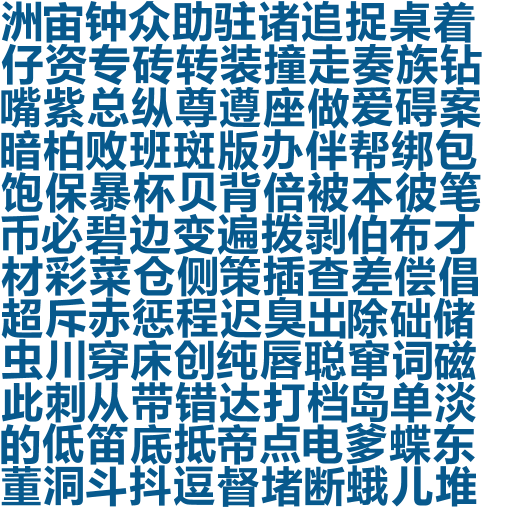 洲宙钟众助驻诸追捉桌着
仔资专砖转装撞走奏族钻
嘴紫总纵尊遵座做爱碍案
暗柏败班斑版办伴帮绑包
饱保暴杯贝背倍被本彼笔
币必碧边变遍拨剥伯布才
材彩菜仓侧策插查差偿倡
超斥赤惩程迟臭出除础储
虫川穿床创纯唇聪窜词磁
此刺从带错达打档岛单淡
的低笛底抵帝点电爹蝶东
董洞斗抖逗督堵断蛾儿堆